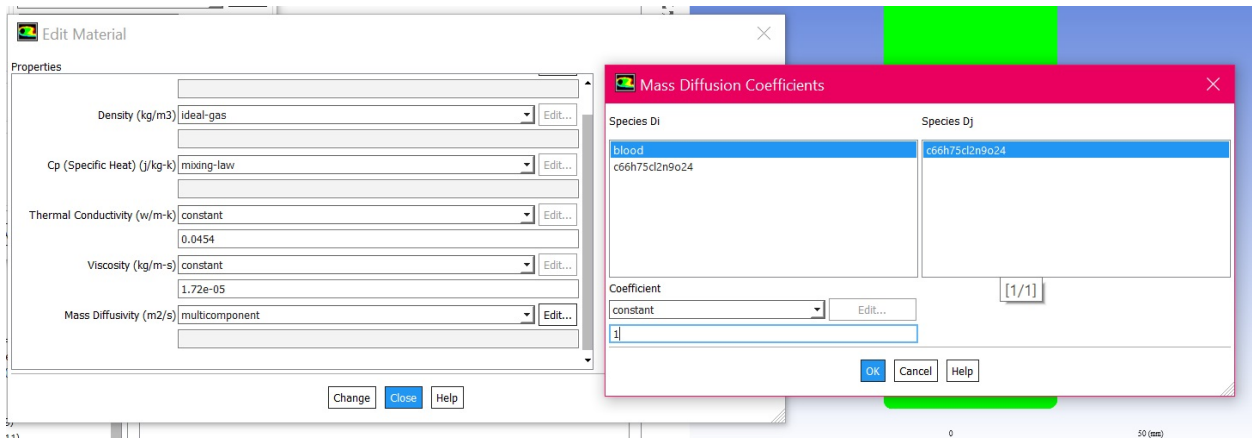 Edit Material
Properties
Density (kg/m3) ideal-gas Edit...
Cp (Specific Heat) (j/kg-k) mixing-law Edit...
Thermal Conductivity (w/m-k) constant Edit...
0.0454
Viscosity (kg/m-s) constant Edit...
1.72e-05
Mass Diffusivity (m2/s) multicomponent Edit...
Change Close Help
Mass Diffusion Coefficients
Species Di Species Dj
blood c66h75cl2n9o24
c66h75cl2n9o24
[1/1]
Coefficient
constant Edit...
1
OK Cancel Help
0 50 (mm)